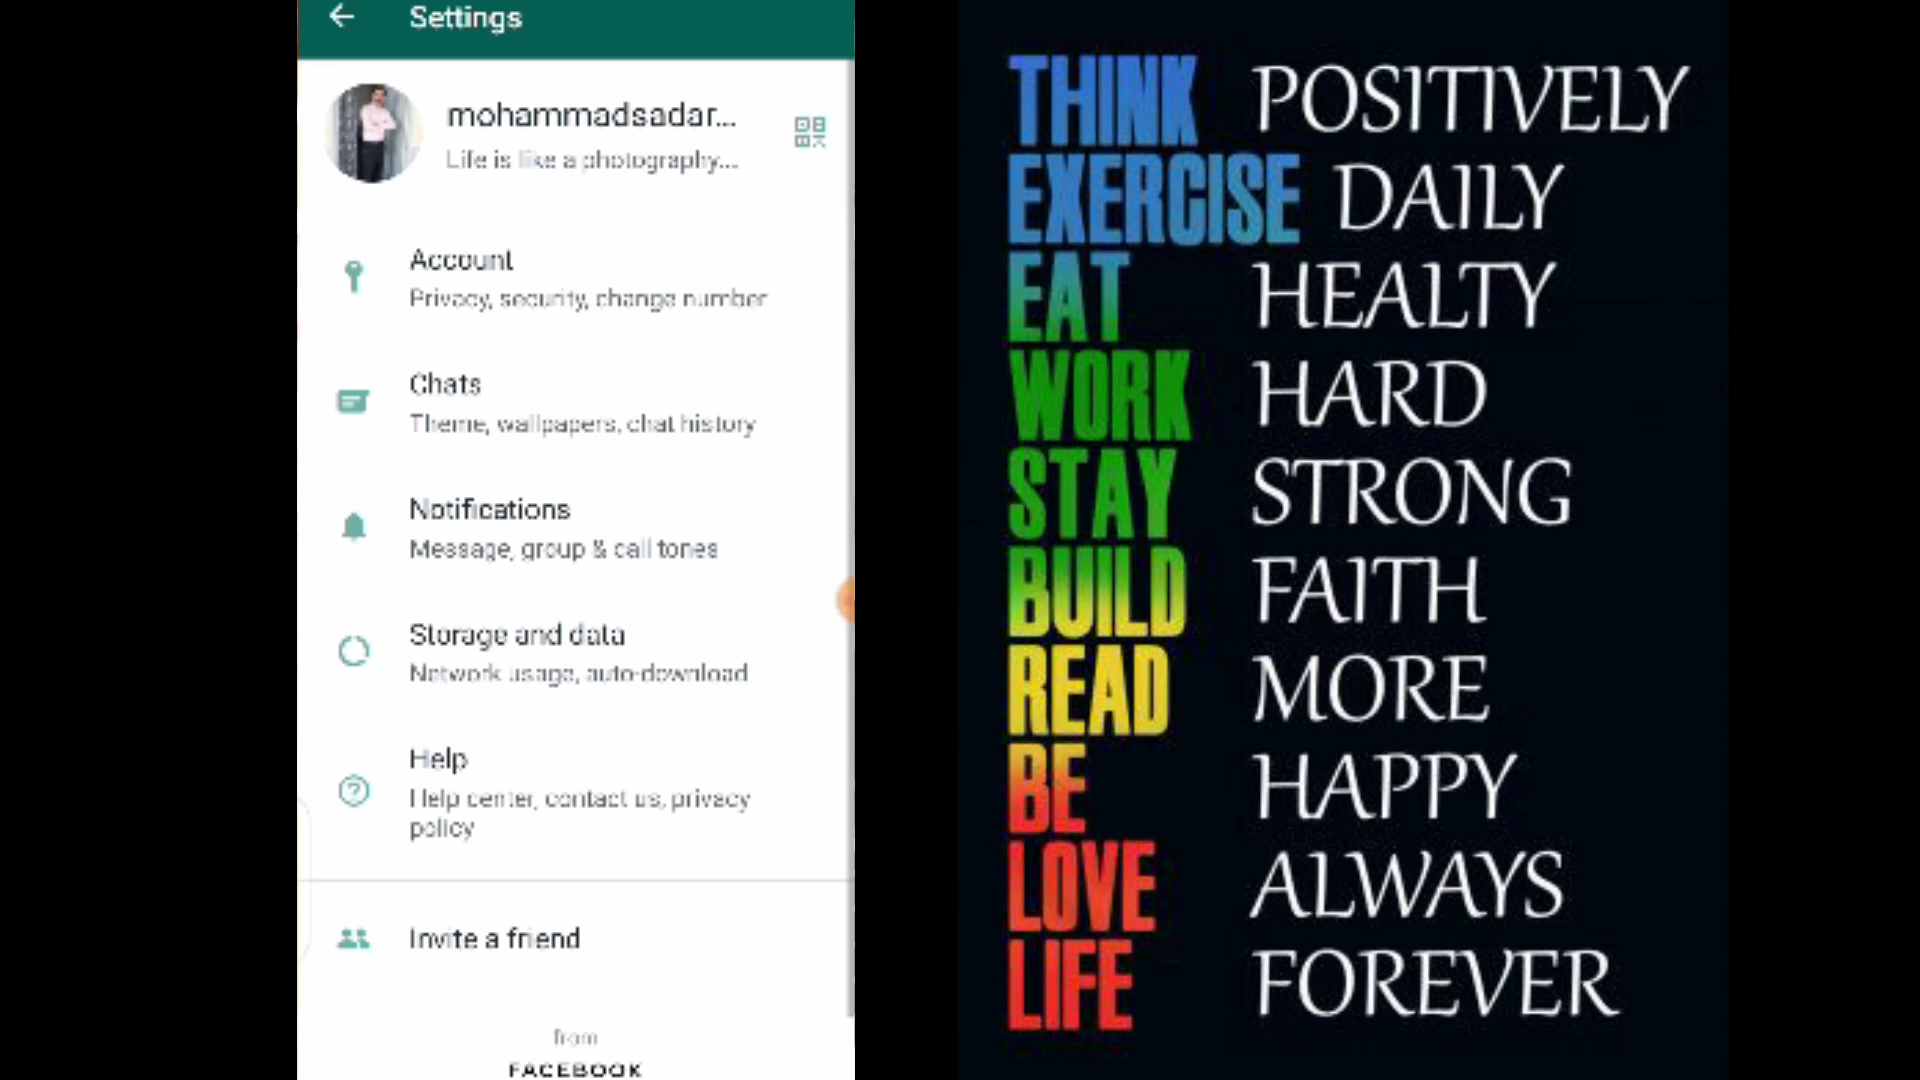 Settings
mohammadsadar...
Life is like a photography...
Account
Privacy, security, change number
Chats
Theme, wallpapers, chat history
Notifications
Message, group & call tones
Storage and data
Network usage, auto-download
Help
Help center, contact us, privacy
policy
Invite a friend
from
FACEBOOK
THINK POSITIVELY
EXERCISE DAILY
EAT HEALTY
WORK HARD
STAY STRONG
BUILD FAITH
READ MORE
BE HAPPY
LOVE ALWAYS
LIFE FOREVER